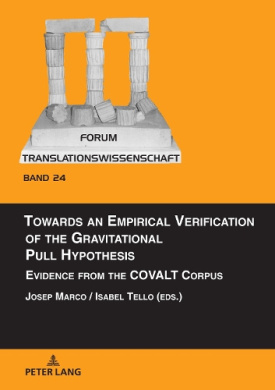 FORUM
TRANSLATIONSWISSENSCHAFT
BAND 24
TOWARDS AN EMPIRICAL VERIFICATION
OF THE GRAVITATIONAL
PULL HYPOTHESIS
EVIDENCE FROM THE COVALT CORPUS
JOSEP MARCO / ISABEL TELLO (EDS.)
PETER LANG